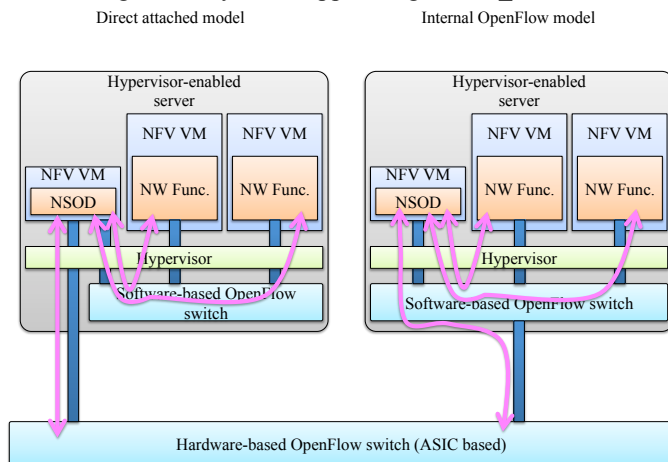 Direct attached model
Internal OpenFlow model
Hypervisor-enabled
server
NFV VM
NFV VM
NFV VM
NW Func.
NW Func.
NSOD
Hypervisor
Software-based OpenFlow
switch
Hypervisor-enabled
server
NFV VM
NFV VM
NFV VM
NW Func.
NW Func.
NSOD
Hypervisor
Software-based OpenFlow switch
Hardware-based OpenFlow switch (ASIC based)